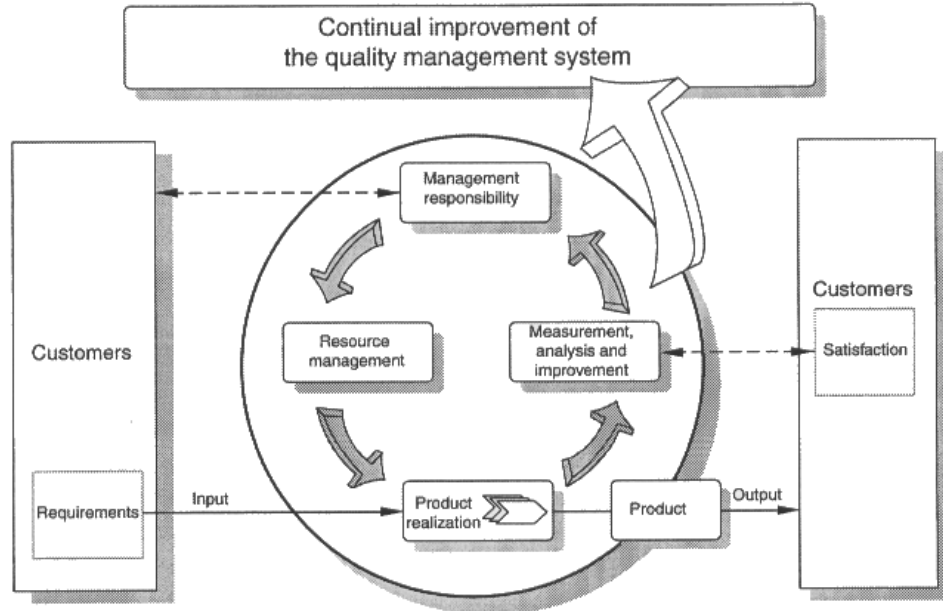 Continual improvement of
the quality management system
Management
responsibility
Customers
Resource
management
Measurement,
analysis and
improvement
Customers
Satisfaction
Requirements
Input
Product
realization
Product
Output